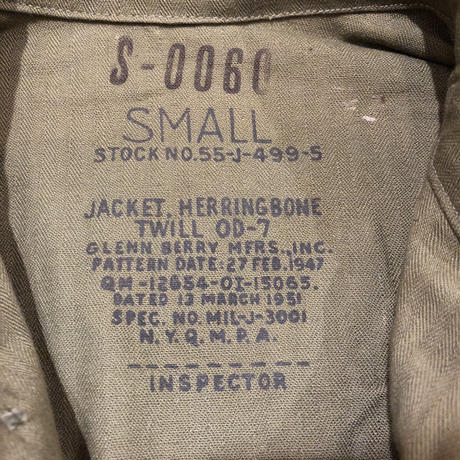 S-0060
SMALL
STOCK NO. 55-J-499-S
JACKET, HERRINGBONE
TWILL OD-7
GLENN BERRY MFRS., INC.
PATTERN DATE: 27 FEB. 1947
QM-12654-OI-15065.
DATED 13 MARCH 1951
SPEC. NO. MIL-J-3001
N.Y.Q.M.P.A.
INSPECTOR